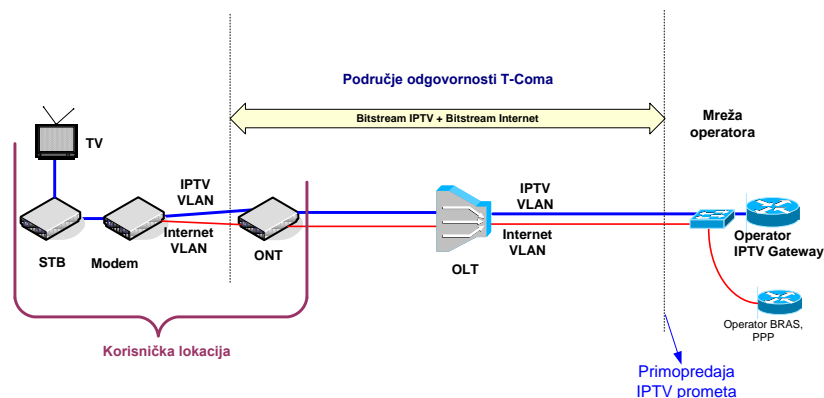 Područje odgovornosti T-Coma
Bitstream IPTV + Bitstream Internet
Mreža
operatora
TV
IPTV
VLAN
Internet
VLAN
STB
Modem
ONT
OLT
IPTV
VLAN
Internet
VLAN
Operator
IPTV Gateway
Operator BRAS,
PPP
Korisnička lokacija
Primopredaja
IPTV prometa